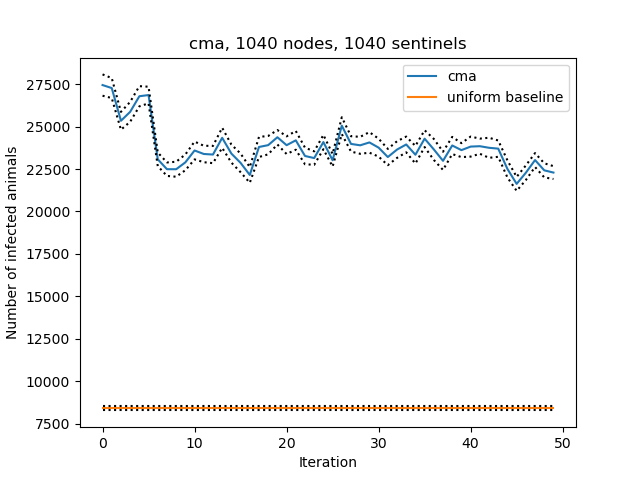 cma, 1040 nodes, 1040 sentinels
cma
uniform baseline
27500
25000
22500
20000
17500
15000
12500
10000
7500
Number of infected animals
0 10 20 30 40 50
Iteration